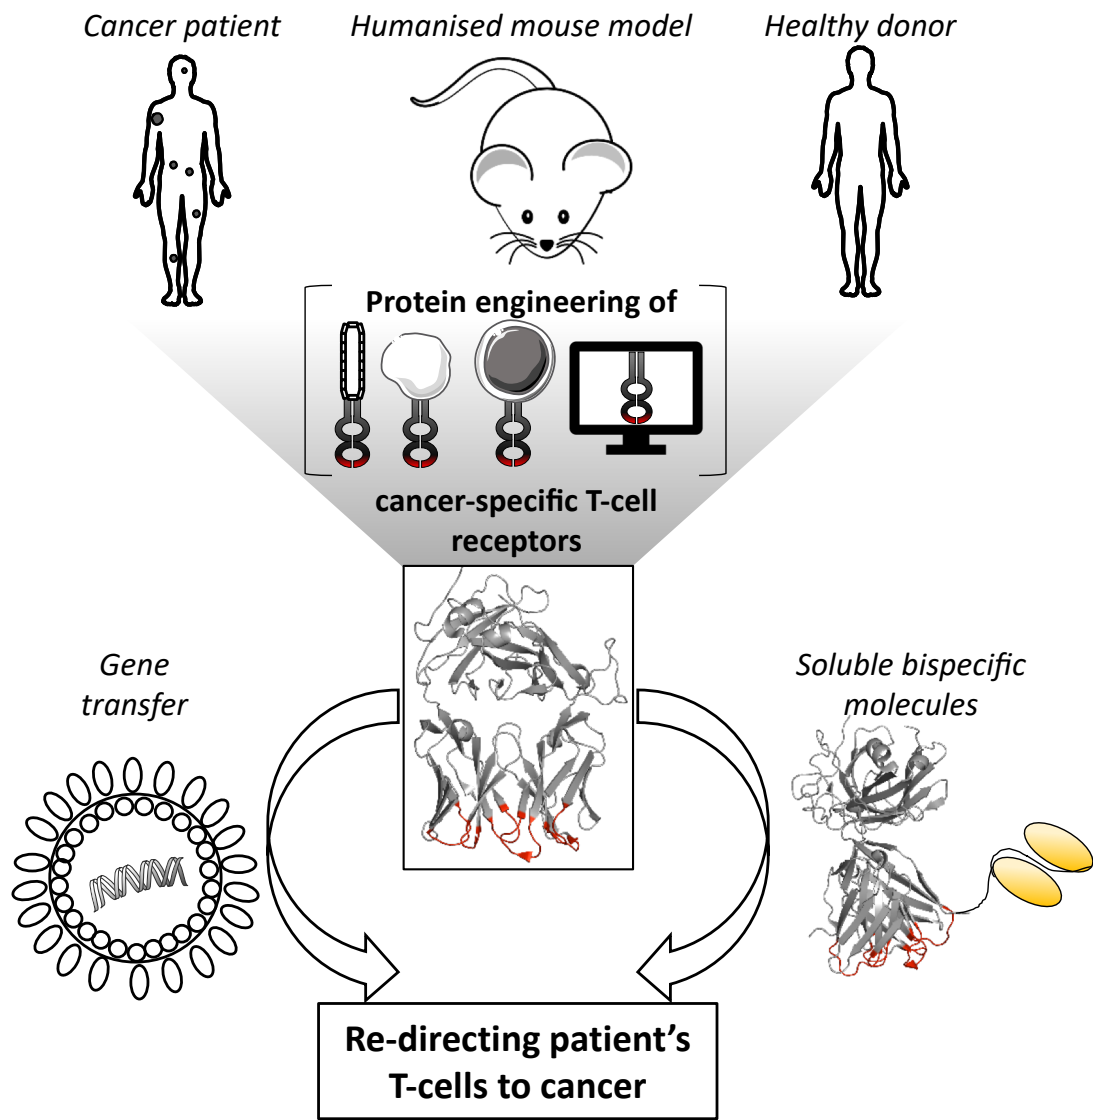 Cancer patient
Humanised mouse model
Healthy donor
Protein engineering of
cancer-specific T-cell
receptors
Gene
transfer
Soluble bispecific
molecules
Re-directing patient’s
T-cells to cancer